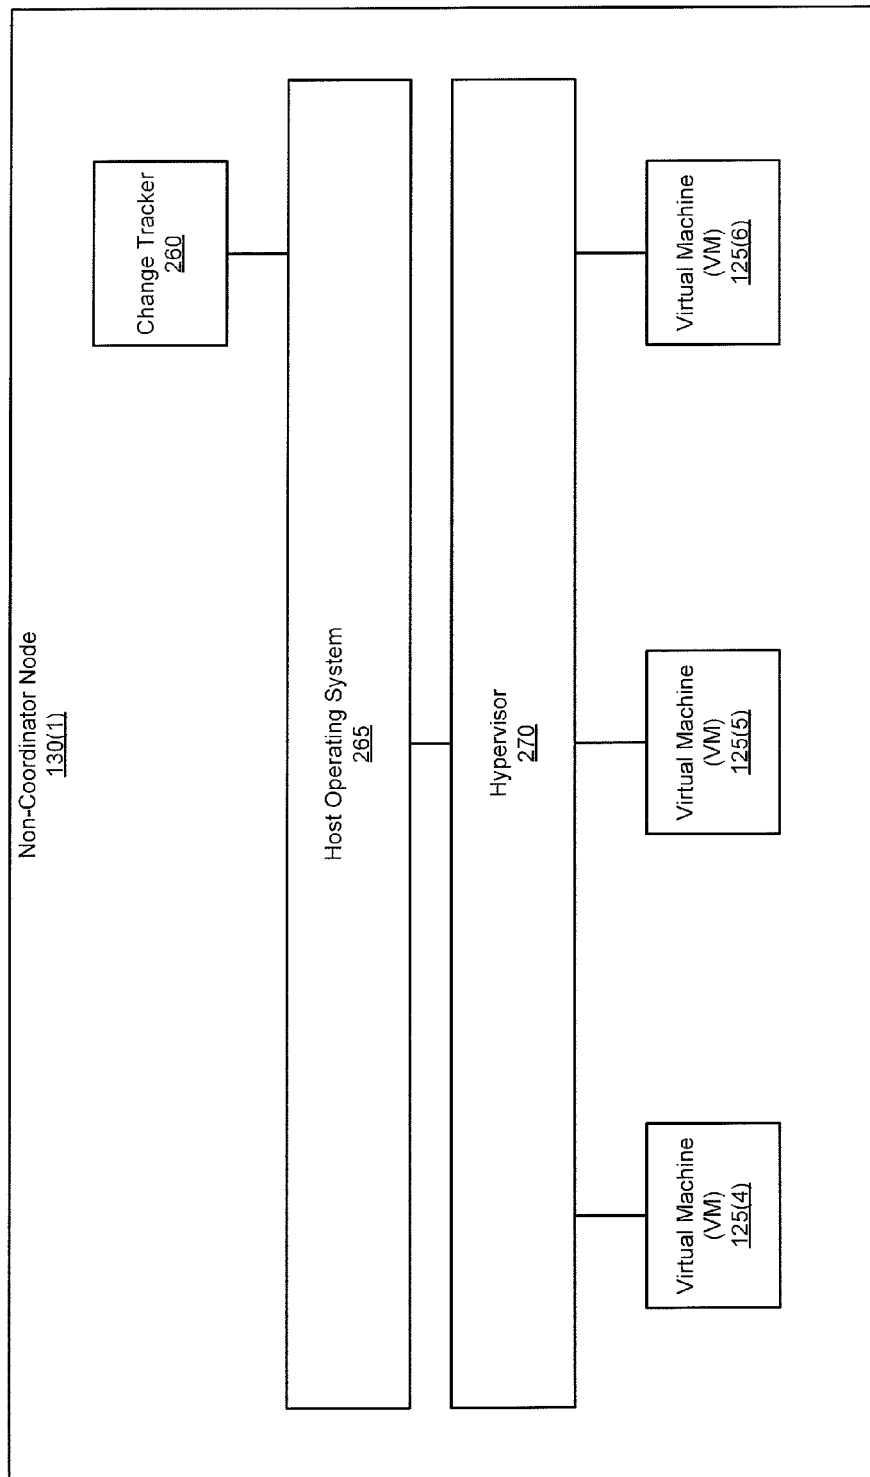 Non-Coordinator Node
130(1)
Change Tracker
260
Host Operating System
265
Hypervisor
270
Virtual Machine
(VM)
125(4)
Virtual Machine
(VM)
125(5)
Virtual Machine
(VM)
125(6)